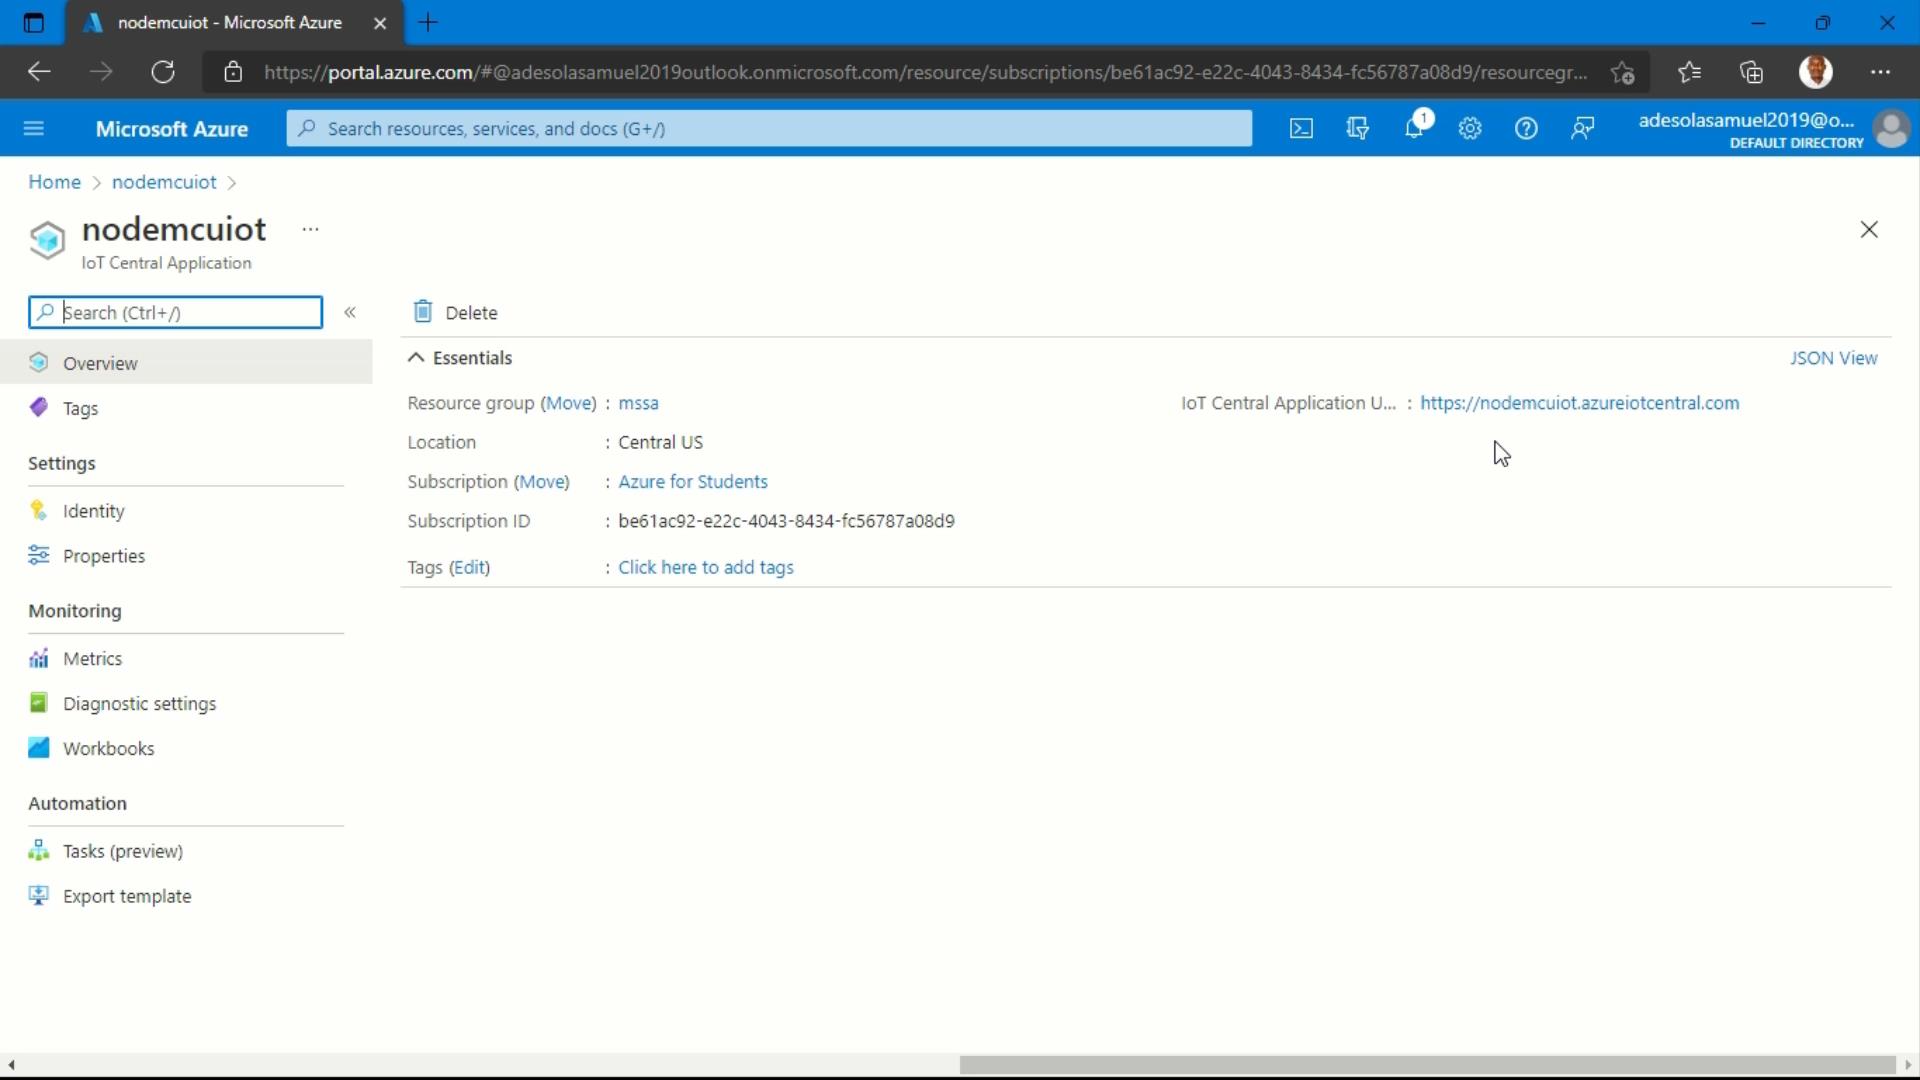 nodemcuiot - Microsoft Azure
https://portal.azure.com/#@adesolasamuel2019outlook.onmicrosoft.com/resource/subscriptions/be61ac92-e22c-4043-8434-fc56787a08d9/resourcegr...
Microsoft Azure
Search resources, services, and docs (G+/)
1
adesolasamuel2019@o...
DEFAULT DIRECTORY
Home > nodemcuiot >
nodemcuiot ...
IoT Central Application
Search (Ctrl+/)
«
Delete
Overview
Tags
Settings
Identity
Properties
Monitoring
Metrics
Diagnostic settings
Workbooks
Automation
Tasks (preview)
Export template
Essentials
JSON View
Resource group (Move) : mssa
Location : Central US
Subscription (Move) : Azure for Students
Subscription ID : be61ac92-e22c-4043-8434-fc56787a08d9
Tags (Edit) : Click here to add tags
IoT Central Application U... : https://nodemcuiot.azureiotcentral.com